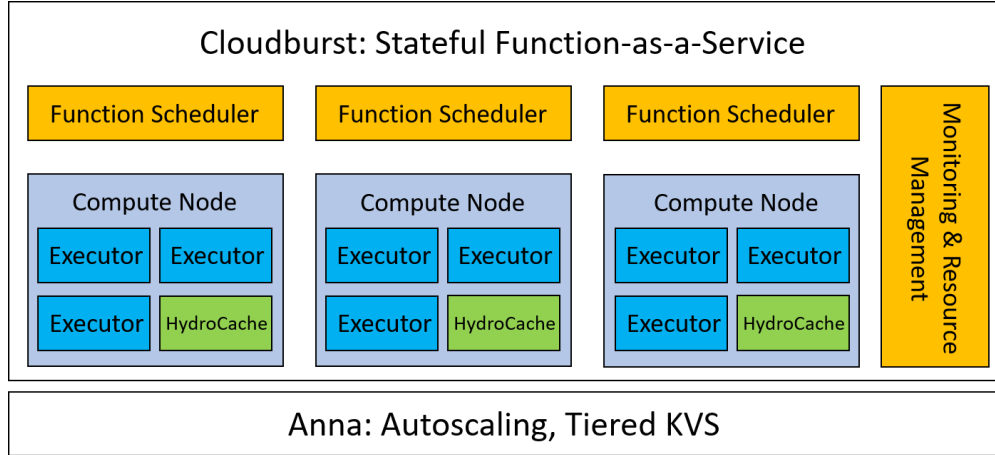 Cloudburst: Stateful Function-as-a-Service
Function Scheduler
Function Scheduler
Function Scheduler
Monitoring & Resource
Management
Compute Node
Executor
Executor
Executor
HydroCache
Compute Node
Executor
Executor
Executor
HydroCache
Compute Node
Executor
Executor
Executor
HydroCache
Anna: Autoscaling, Tiered KVS